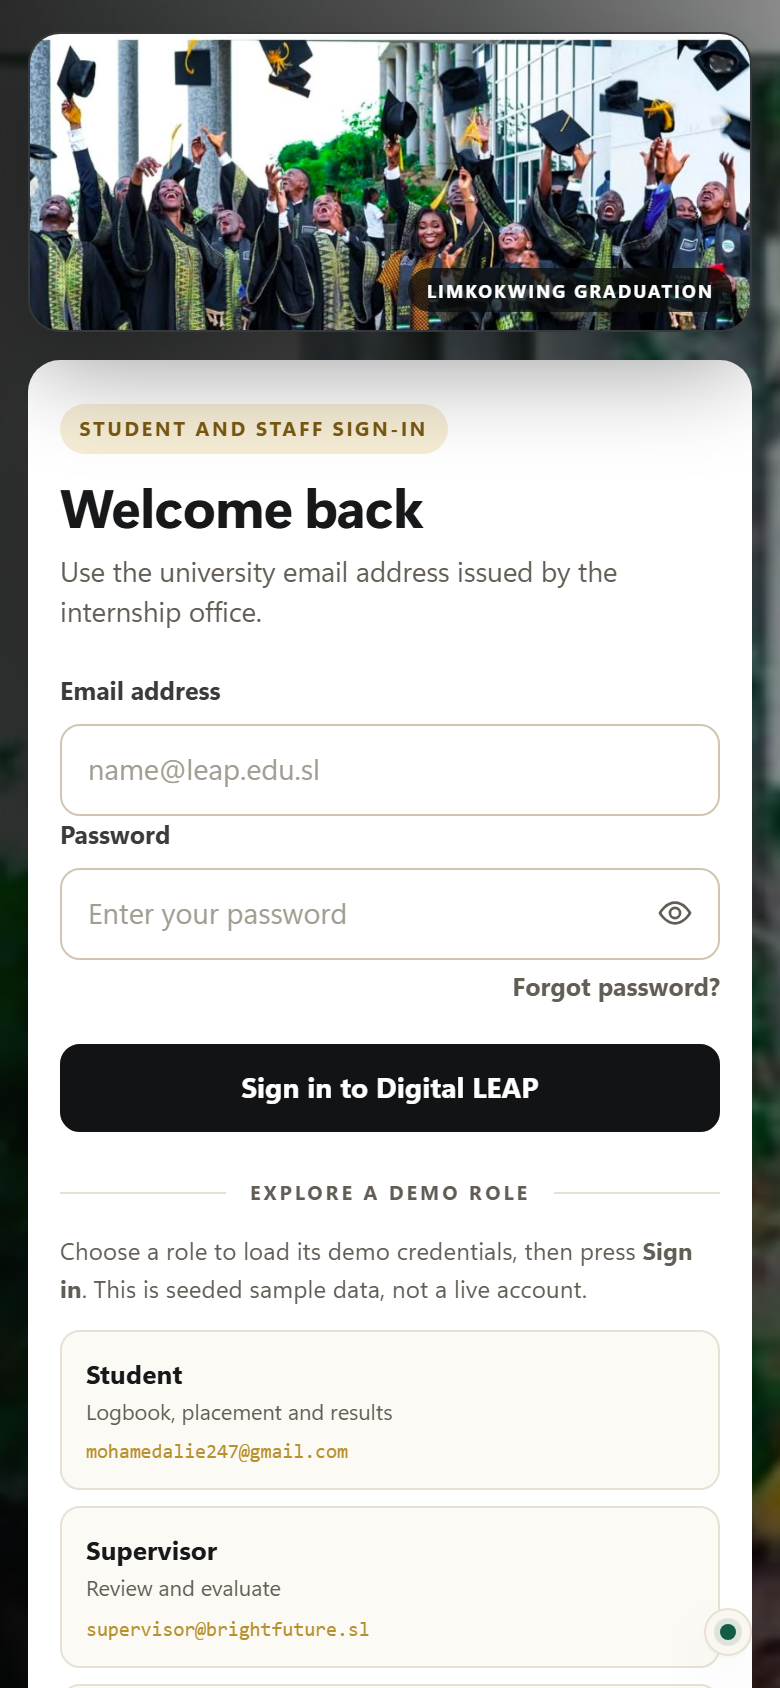 LIMKOKWING GRADUATION
STUDENT AND STAFF SIGN-IN
Welcome back
Use the university email address issued by the
internship office.
Email address
name@leap.edu.sl
Password
Enter your password
Forgot password?
Sign in to Digital LEAP
EXPLORE A DEMO ROLE
Choose a role to load its demo credentials, then press Sign
in. This is seeded sample data, not a live account.
Student
Logbook, placement and results
mohamedalie247@gmail.com
Supervisor
Review and evaluate
supervisor@brightfuture.sl